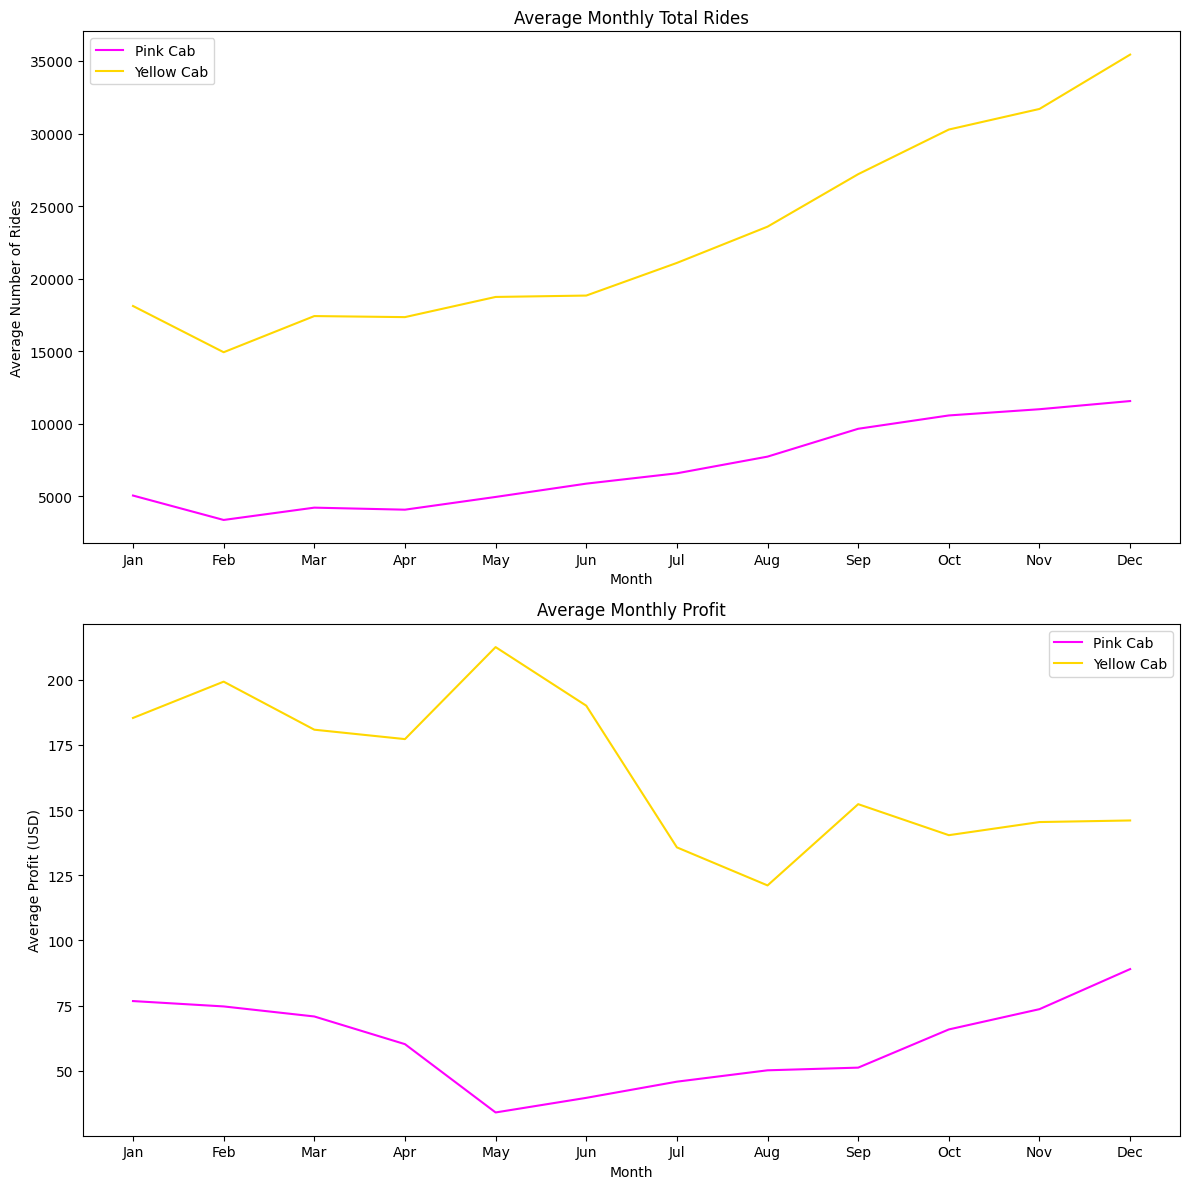 Average Monthly Total Rides
Pink Cab
Yellow Cab
35000
30000
25000
20000
15000
10000
5000
Average Number of Rides
Jan Feb Mar Apr May Jun Jul Aug Sep Oct Nov Dec
Month
Average Monthly Profit
Pink Cab
Yellow Cab
200
175
150
125
100
75
50
Average Profit (USD)
Jan Feb Mar Apr May Jun Jul Aug Sep Oct Nov Dec
Month